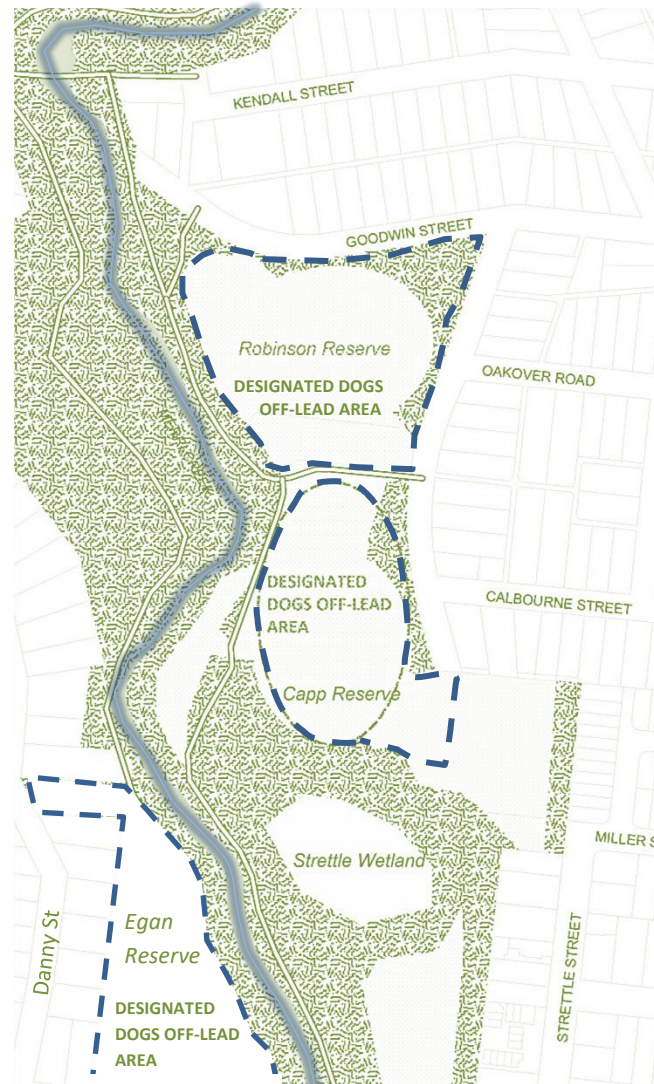 KENDALL STREET
GOODWIN STREET
Robinson Reserve
OAKOVER ROAD
DESIGNATED DOGS
OFF-LEAD AREA
DESIGNATED
DOGS OFF-LEAD
AREA
CALBOURNE STREET
Capp Reserve
MILLER S
Strettle Wetland
Egan
Reserve
Danny St
STRETTLE STREET
DESIGNATED
DOGS OFF-LEAD
AREA